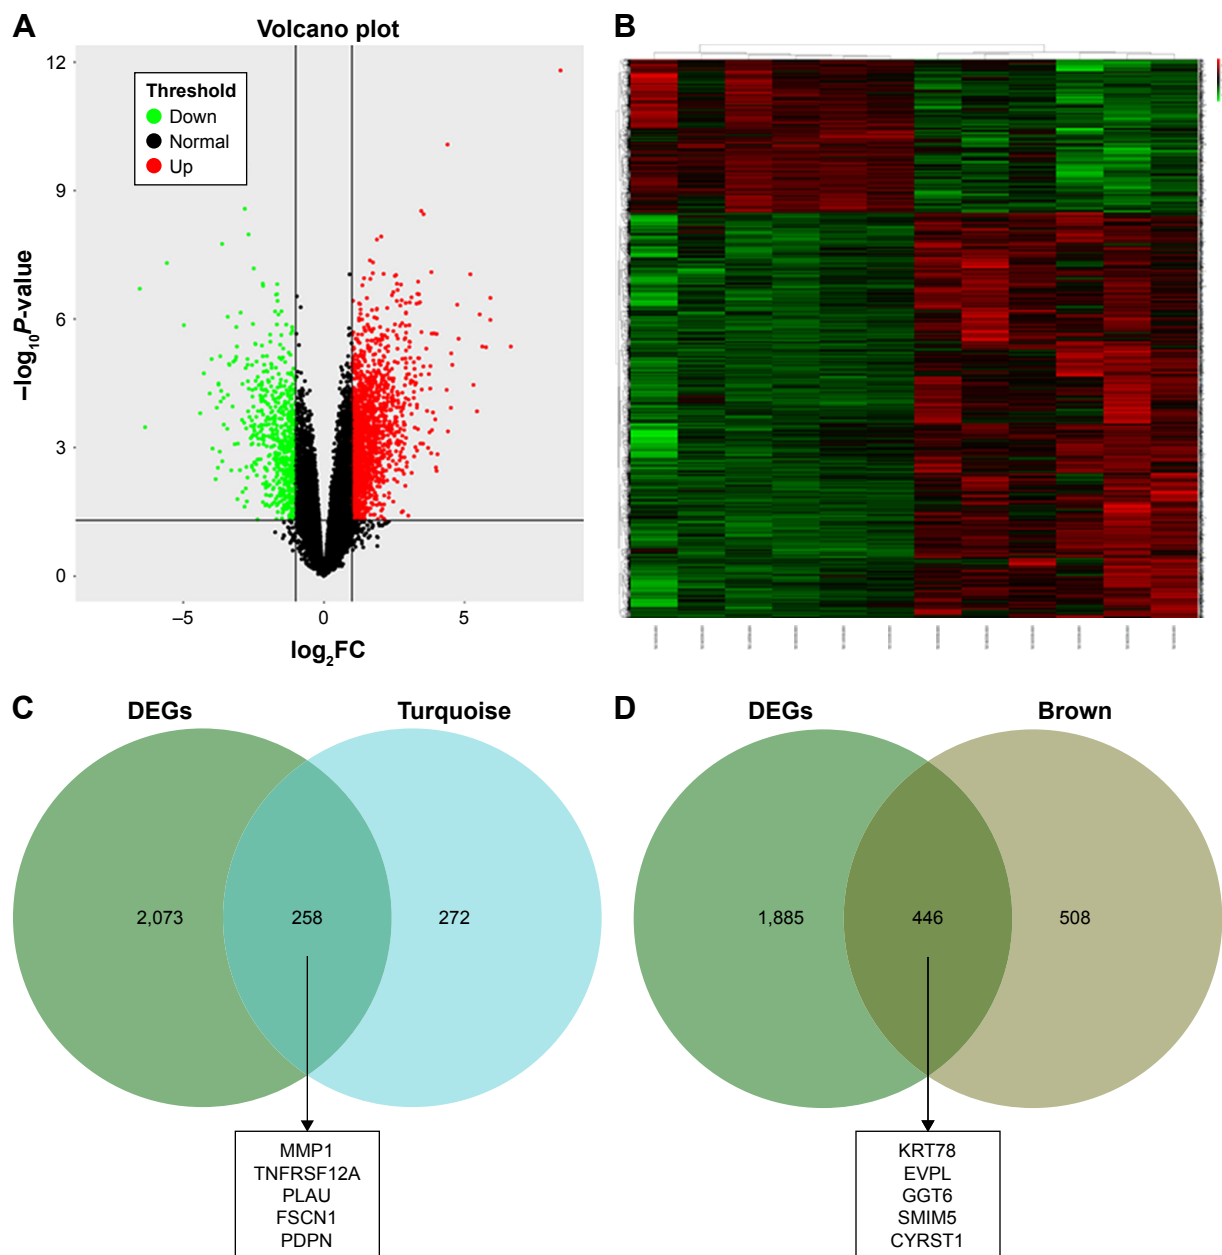 A
Volcano plot
12
9
6
3
0
–log10P-value
Threshold
Down
Normal
Up
–5
0
5
log2FC
B
C
DEGs
Turquoise
2,073
258
272
MMP1
TNFRSF12A
PLAU
FSCN1
PDPN
D
DEGs
Brown
1,885
446
508
KRT78
EVPL
GGT6
SMIM5
CYRST1